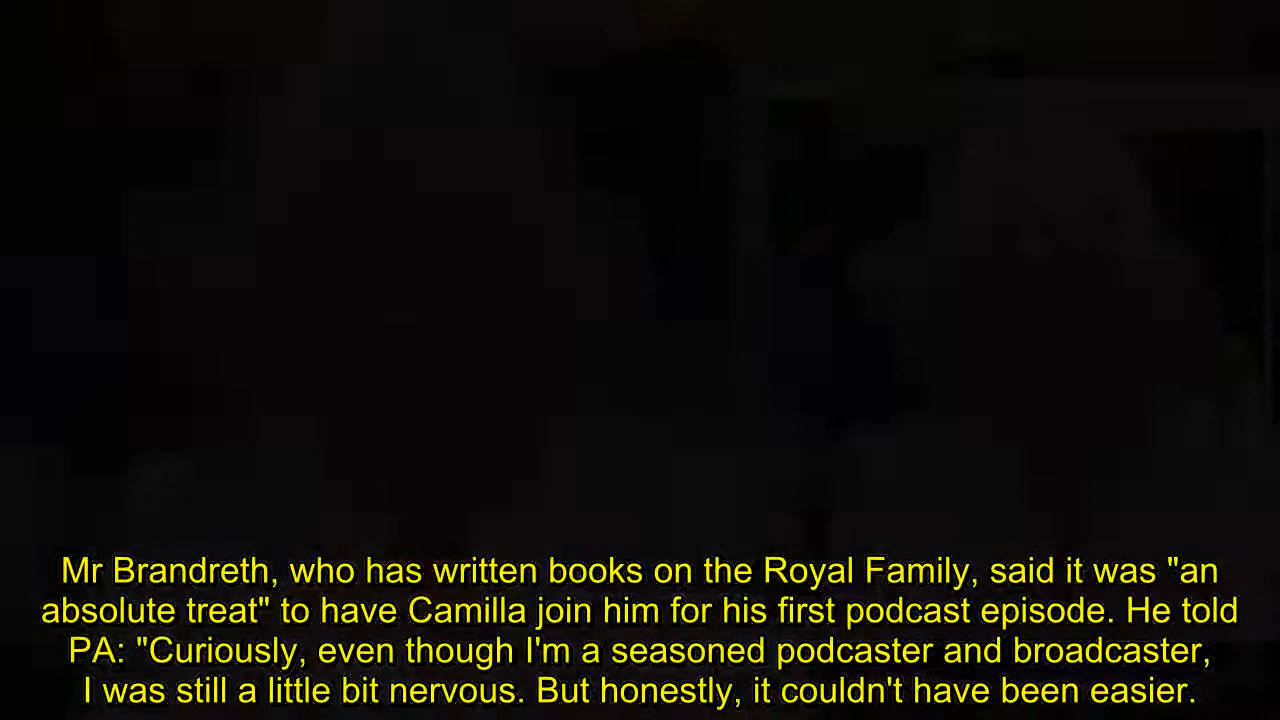 Mr Brandreth, who has written books on the Royal Family, said it was "an
absolute treat" to have Camilla join him for his first podcast episode. He told
PA: "Curiously, even though I'm a seasoned podcaster and broadcaster,
I was still a little bit nervous. But honestly, it couldn't have been easier.